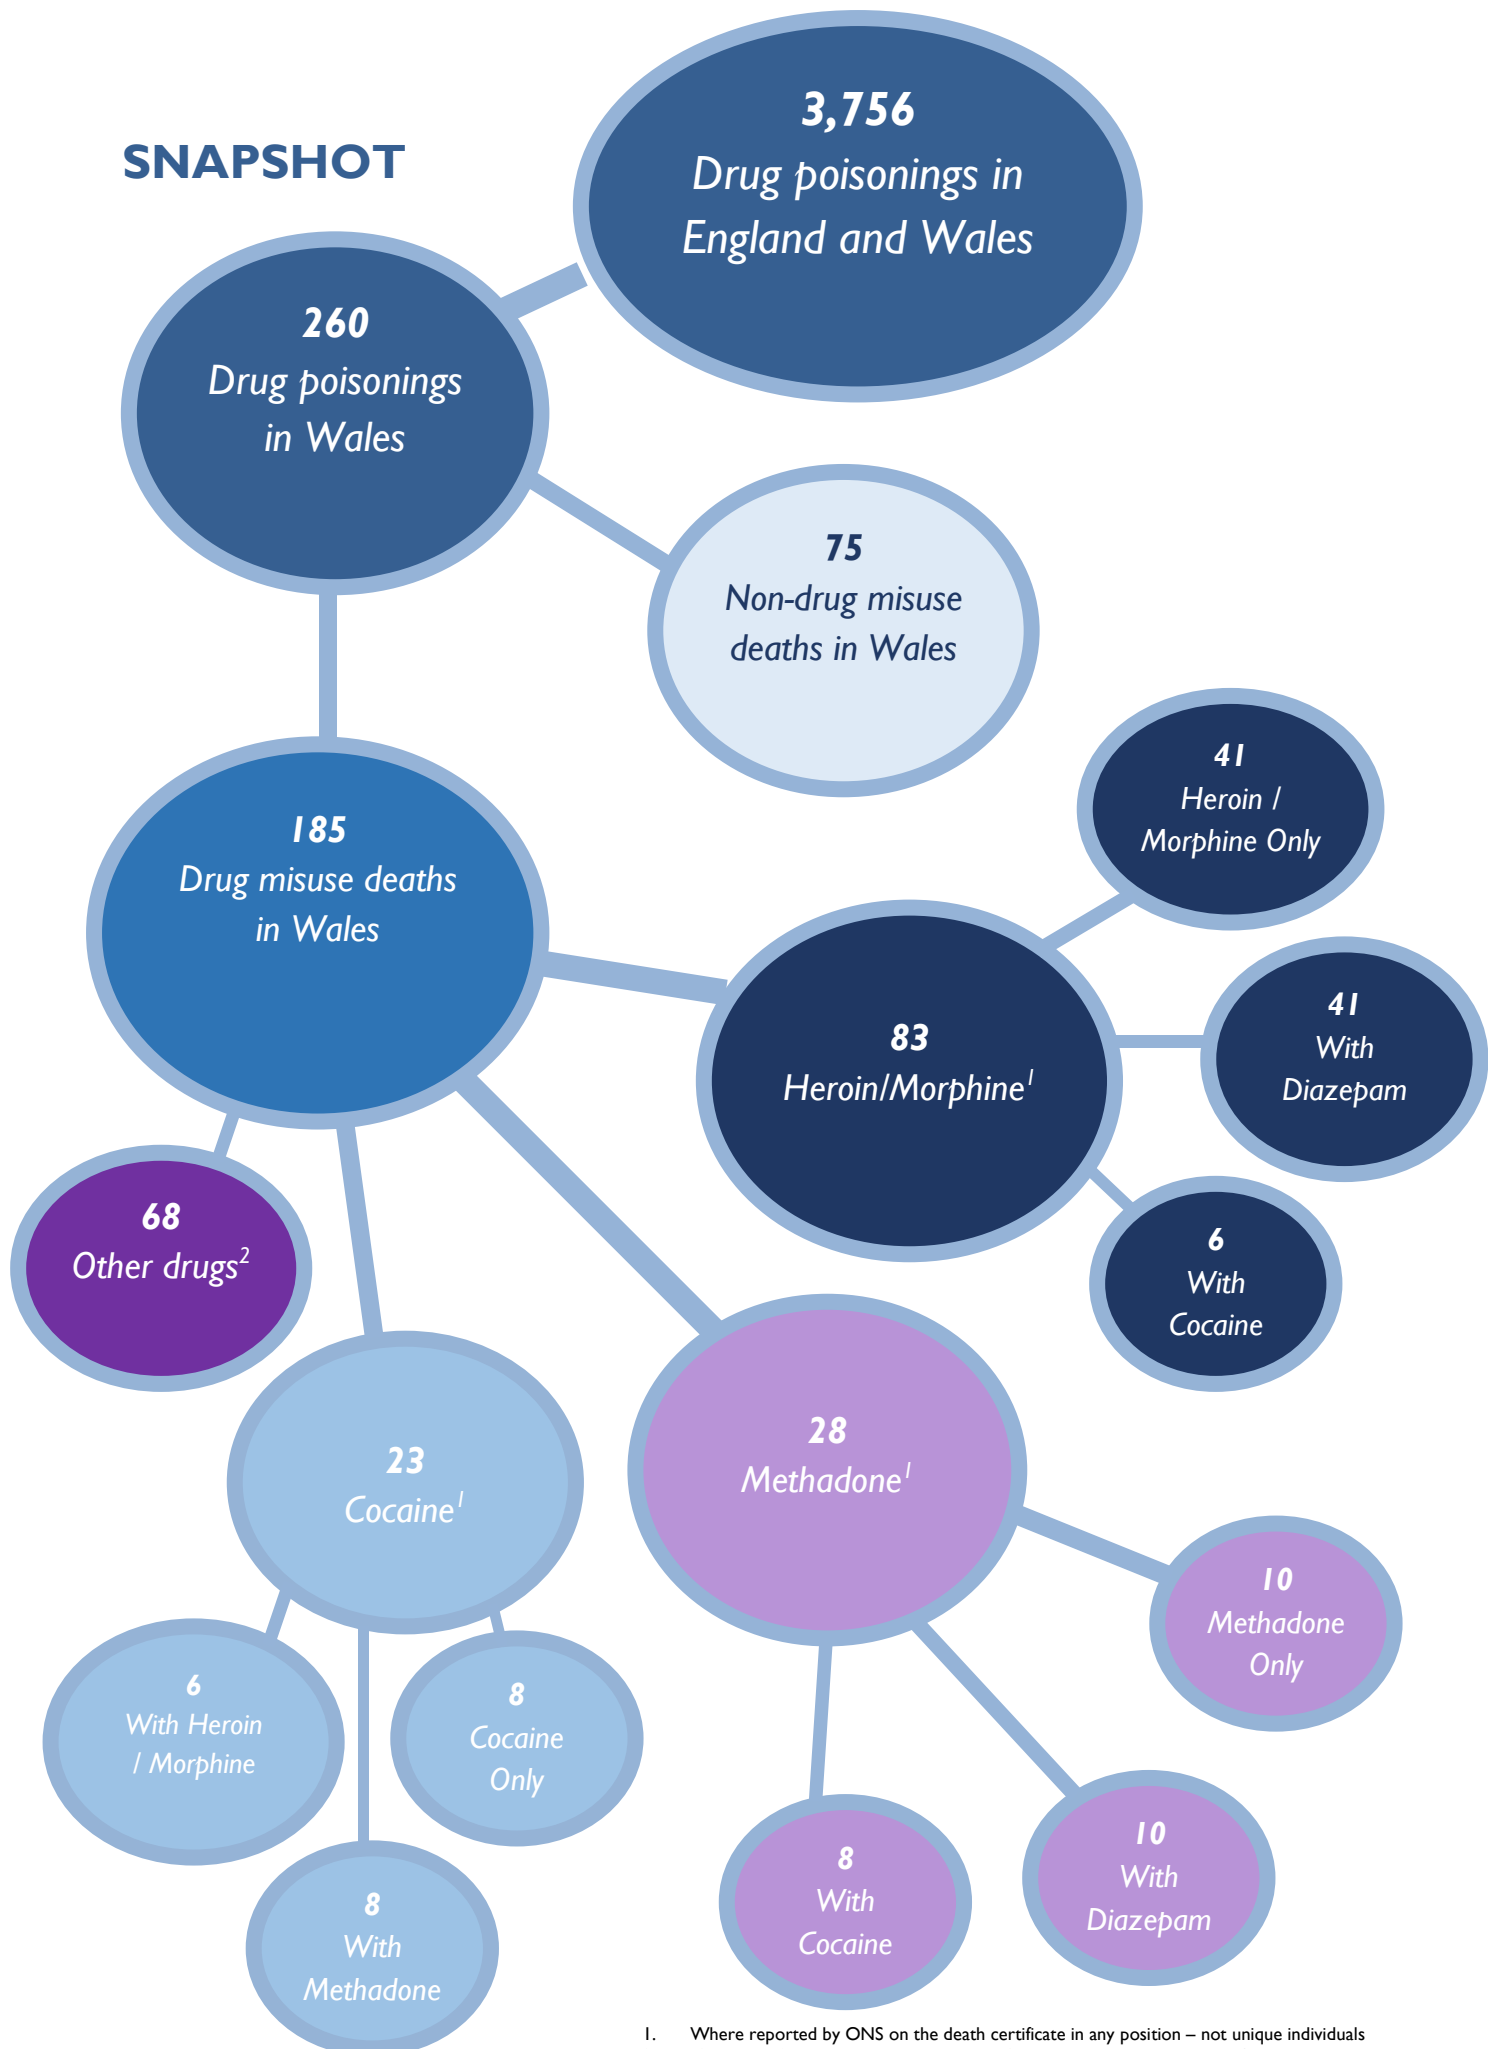 SNAPSHOT
3,756
Drug poisonings in
England and Wales
260
Drug poisonings
in Wales
75
Non-drug misuse
deaths in Wales
185
Drug misuse deaths
in Wales
41
Heroin /
Morphine Only
41
With
Diazepam
83
Heroin/Morphine¹
6
With
Cocaine
68
Other drugs²
28
Methadone¹
23
Cocaine¹
10
Methadone
Only
6
With Heroin
/ Morphine
8
Cocaine
Only
10
With
Diazepam
8
With
Cocaine
8
With
Methadone
1. Where reported by ONS on the death certificate in any position – not unique individuals